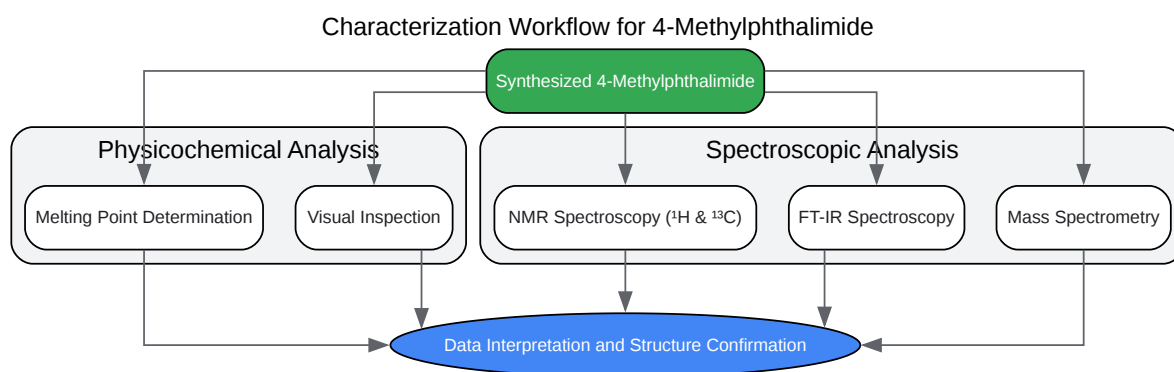 Characterization Workflow for 4-Methylphthalimide
Synthesized 4-Methylphthalimide
Physicochemical Analysis
Spectroscopic Analysis
Melting Point Determination
Visual Inspection
NMR Spectroscopy (¹H & ¹³C)
FT-IR Spectroscopy
Mass Spectrometry
Data Interpretation and Structure Confirmation